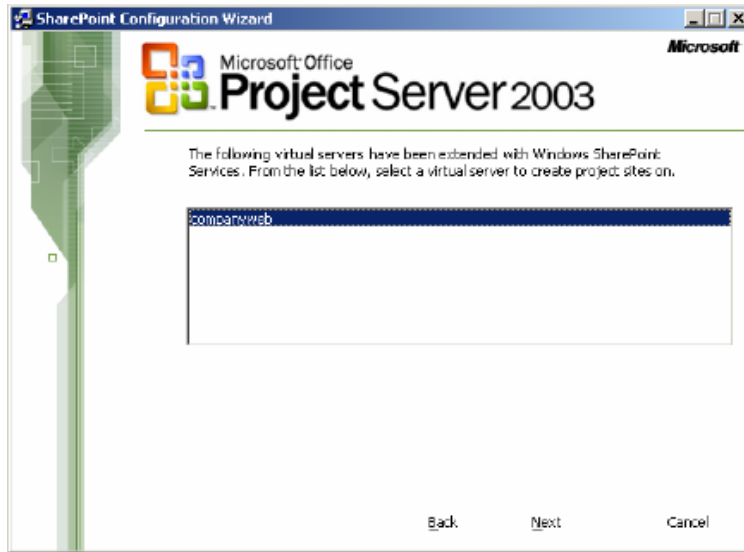 SharePoint Configuration Wizard
Microsoft
Microsoft Office
Project Server 2003
The following virtual servers have been extended with Windows SharePoint
Services. From the list below, select a virtual server to create project sites on.
companyweb
Back Next Cancel